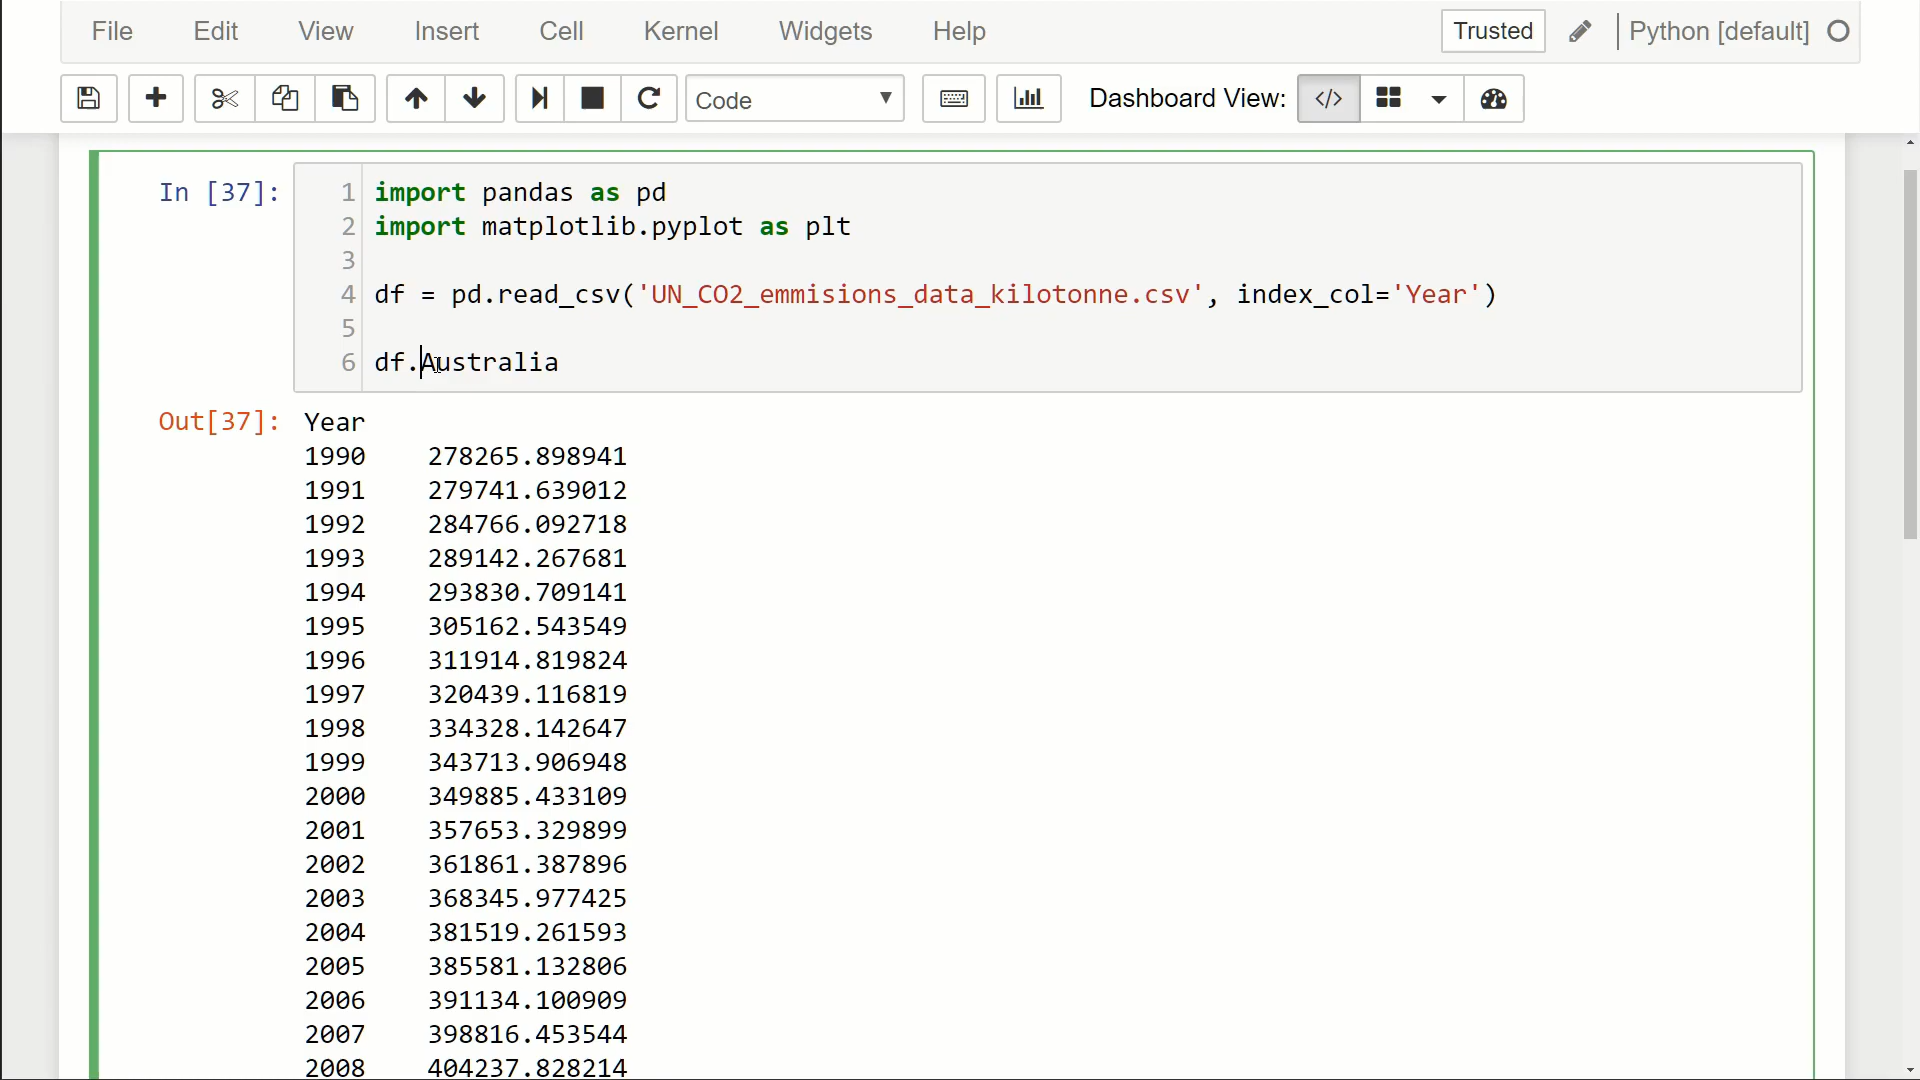 File Edit View Insert Cell Kernel Widgets Help Trusted Python [default]
Code Dashboard View: </>
In [37]:
1 import pandas as pd
2 import matplotlib.pyplot as plt
3
4 df = pd.read_csv('UN_CO2_emmisions_data_kilotonne.csv', index_col='Year')
5
6 df.Australia
Out[37]: Year
1990 278265.898941
1991 279741.639012
1992 284766.092718
1993 289142.267681
1994 293830.709141
1995 305162.543549
1996 311914.819824
1997 320439.116819
1998 334328.142647
1999 343713.906948
2000 349885.433109
2001 357653.329899
2002 361861.387896
2003 368345.977425
2004 381519.261593
2005 385581.132806
2006 391134.100909
2007 398816.453544
2008 404237.828214